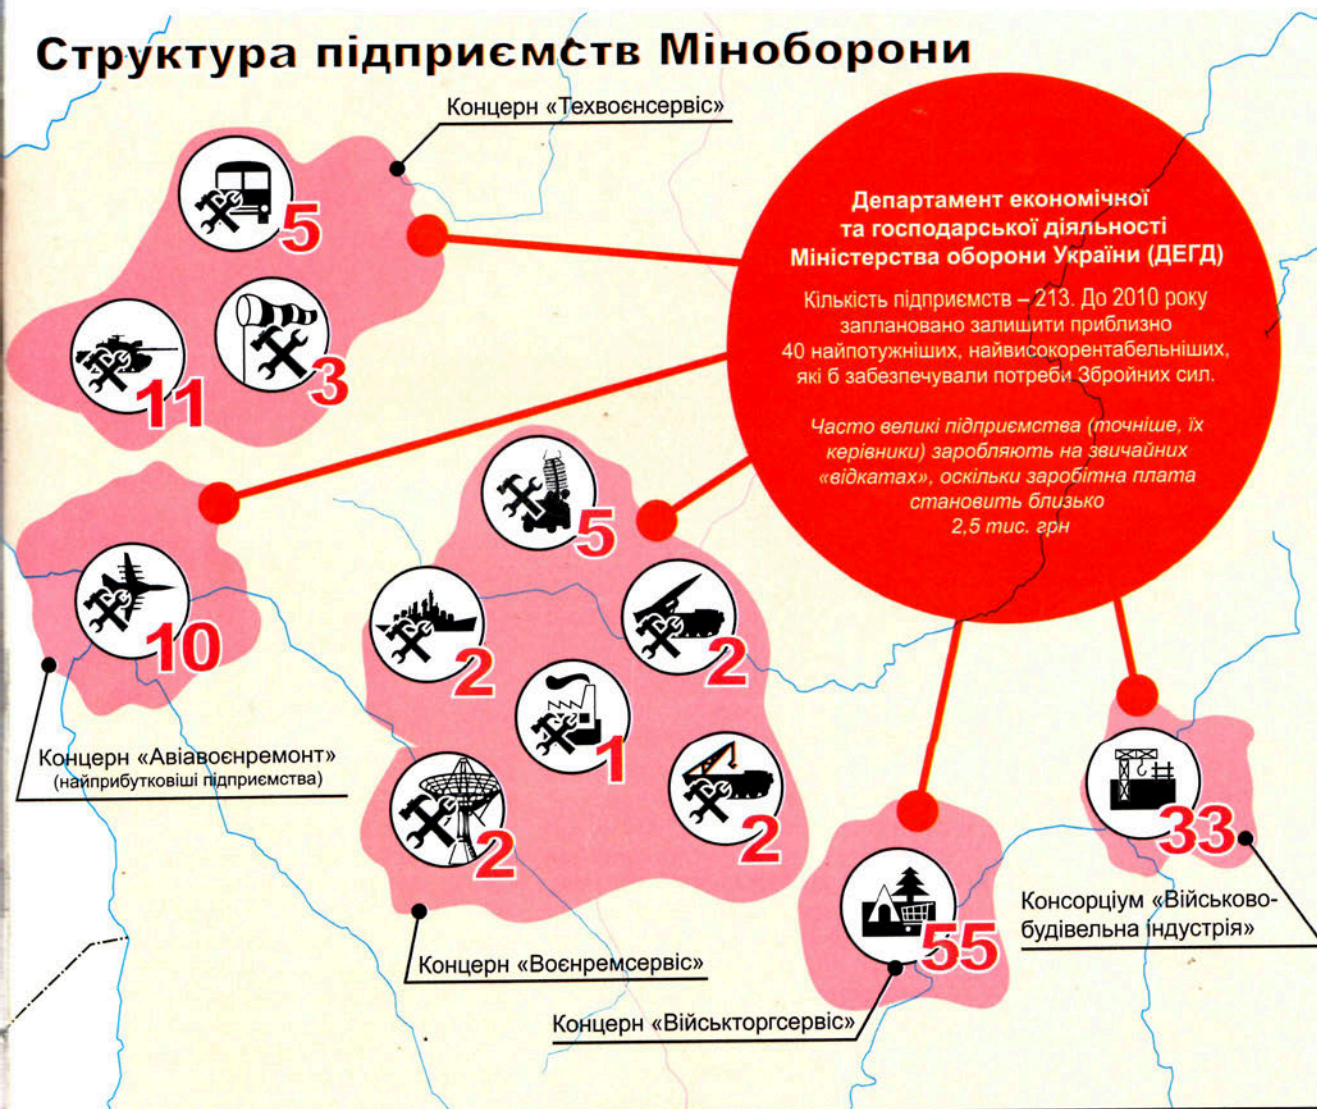 Структура підприємств Міноборони
Концерн «Техвоєнсервіс»
5
3
11
Департамент економічної
та господарської діяльності
Міністерства оборони України (ДЕГД)
Кількість підприємств – 213. До 2010 року
заплановано залишити приблизно
40 найпотужніших, найвисокорентабельніших,
які б забезпечували потреби Збройних сил.
Часто великі підприємства (точніше, їх
керівники) заробляють на звичайних
«відкатах», оскільки заробітна плата
становить близько
2,5 тис. грн
10
Концерн «Авіавоєнремонт»
(найприбутковіші підприємства)
5
2
2
1
2
2
Концерн «Воєнремсервіс»
55
Концерн «Військторгсервіс»
33
Консорціум «Військово-
будівельна індустрія»